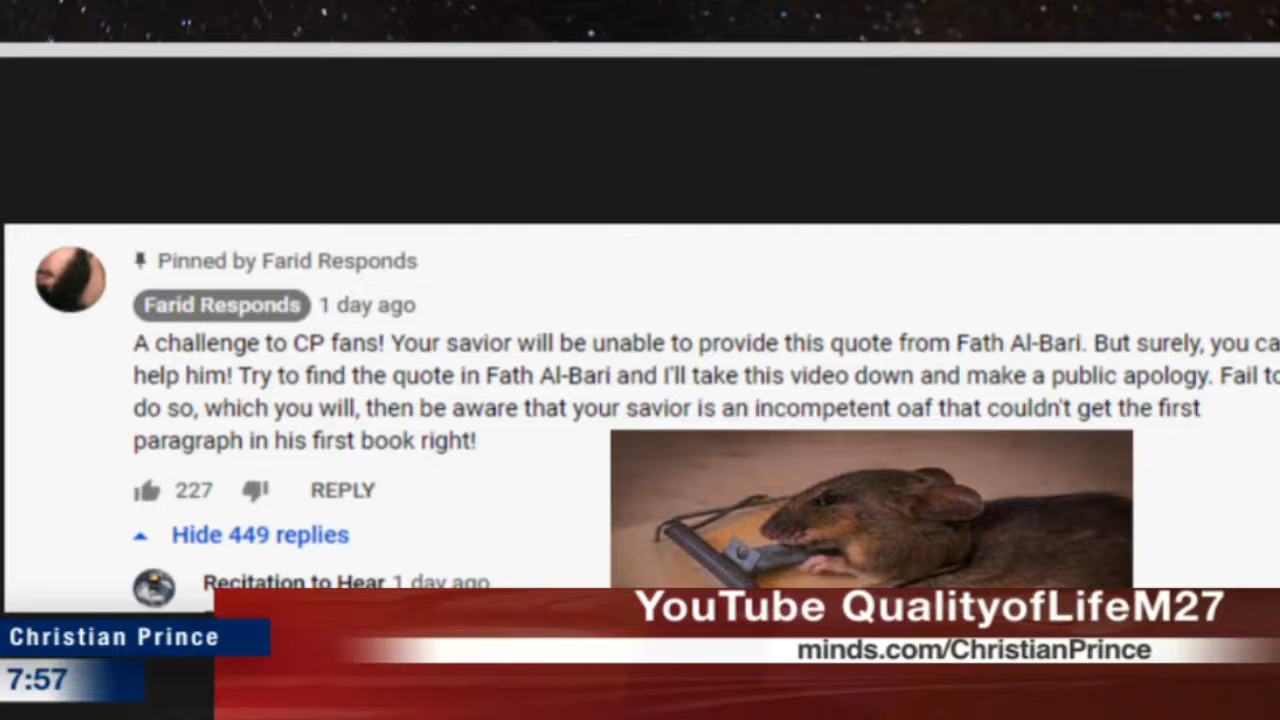 Pinned by Farid Responds
Farid Responds 1 day ago
A challenge to CP fans! Your savior will be unable to provide this quote from Fath Al-Bari. But surely, you ca
help him! Try to find the quote in Fath Al-Bari and I'll take this video down and make a public apology. Fail to
do so, which you will, then be aware that your savior is an incompetent oaf that couldn't get the first
paragraph in his first book right!
227 REPLY
Hide 449 replies
Recitation to Hear 1 day ago
YouTube QualityofLifeM27
Christian Prince
minds.com/ChristianPrince
7:57